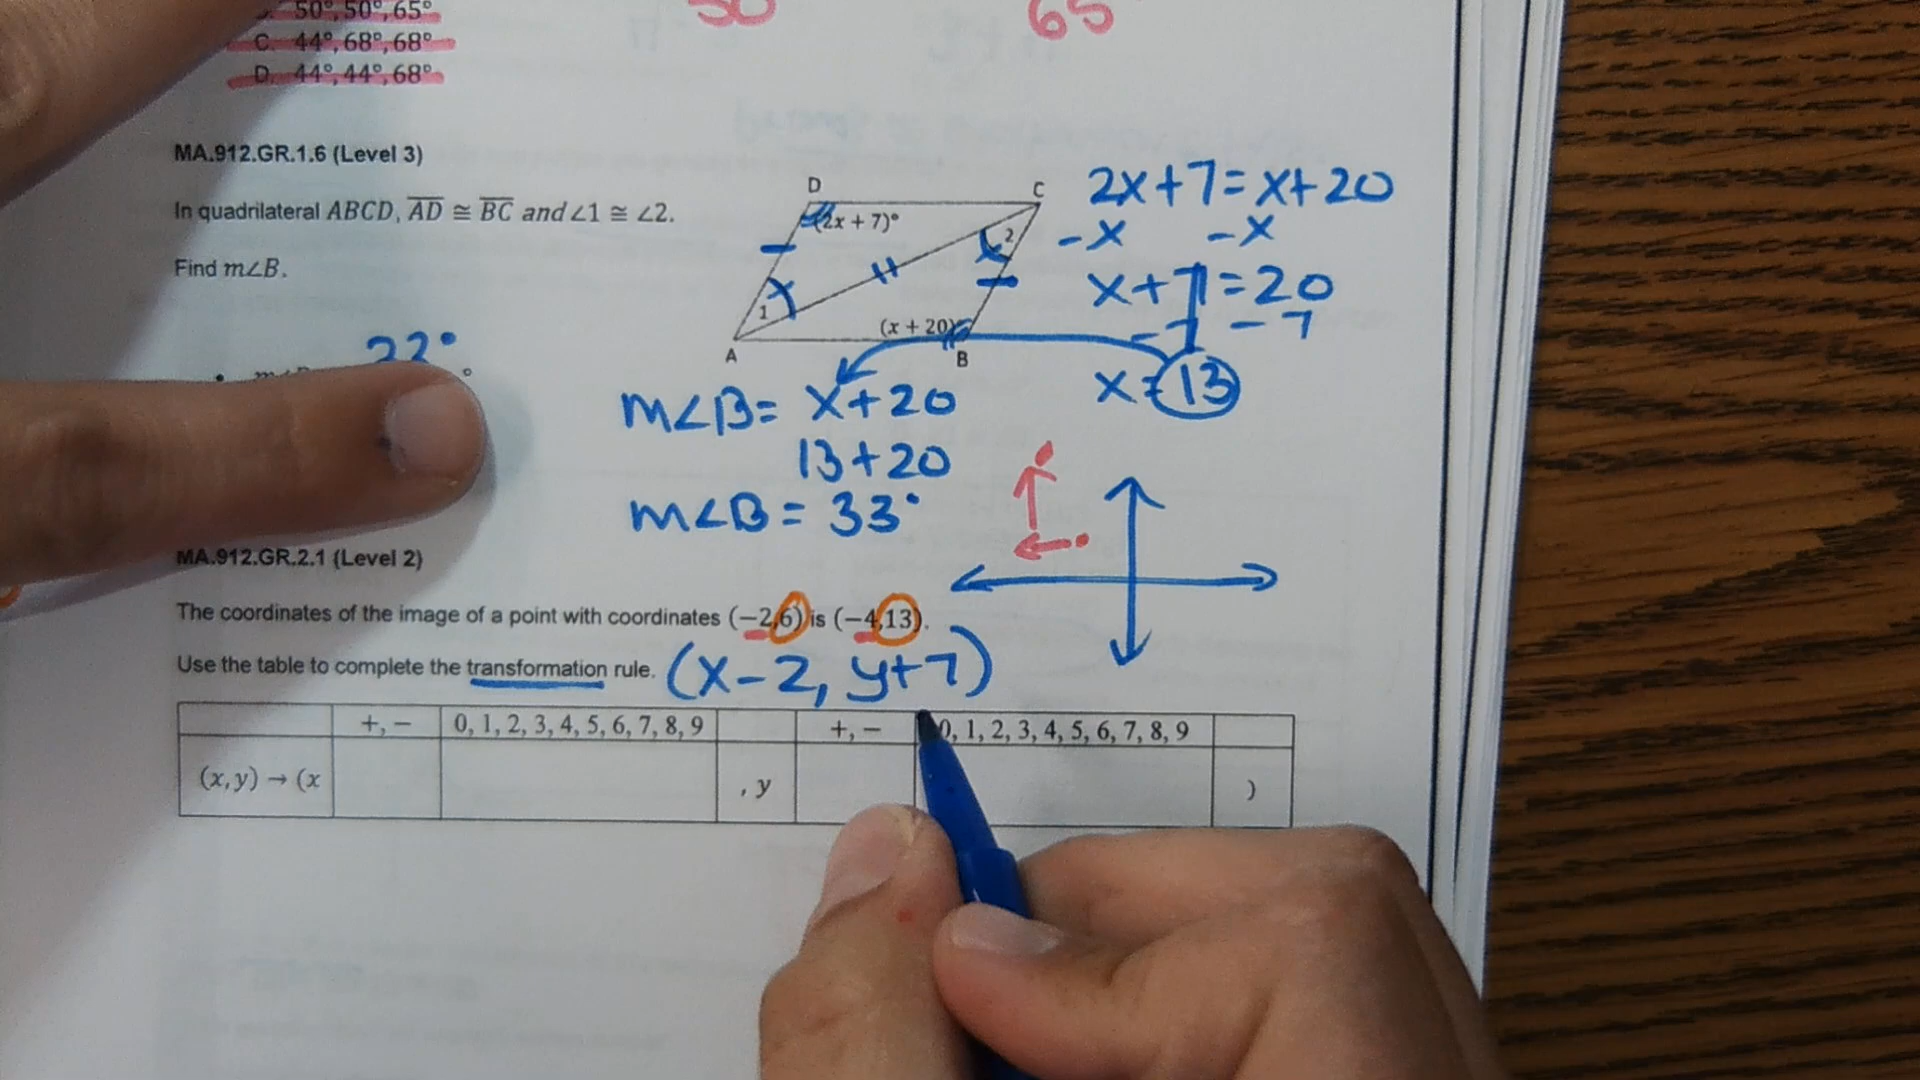 50°, 50°, 65°
50
65
C. 44°, 68°, 68°
D. 44°, 44°, 68°
MA.912.GR.1.6 (Level 3)
In quadrilateral ABCD, AD ≅ BC and ∠1 ≅ ∠2.
Find m∠B.
D
C
(2x + 7)°
2
1
(x + 20)
A
B
2x+7=x+20
-x -x
x+7=20
-7 -7
x=13
m∠B= x+20
13+20
m∠B= 33°
MA.912.GR.2.1 (Level 2)
The coordinates of the image of a point with coordinates (−2,6) is (−4,13).
Use the table to complete the transformation rule. (x-2, y+7)
+, − 0, 1, 2, 3, 4, 5, 6, 7, 8, 9 +, − 0, 1, 2, 3, 4, 5, 6, 7, 8, 9
(x, y) → (x , y )